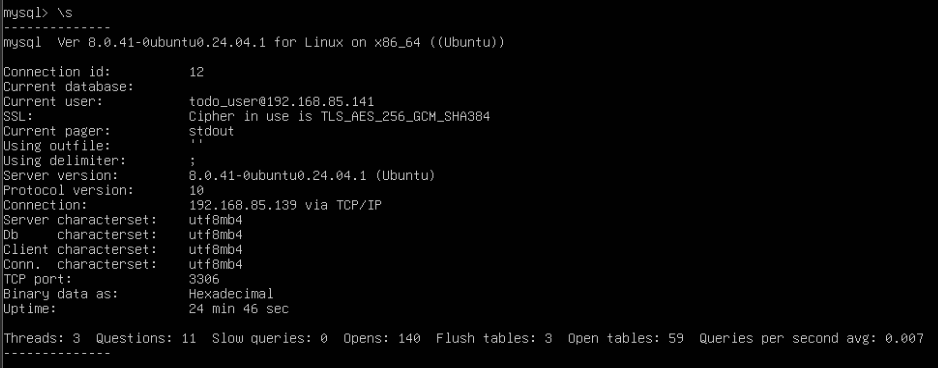 mysql> \s
--------------
mysql  Ver 8.0.41-0ubuntu0.24.04.1 for Linux on x86_64 ((Ubuntu))

Connection id:          12
Current database:
Current user:           todo_user@192.168.85.141
SSL:                    Cipher in use is TLS_AES_256_GCM_SHA384
Current pager:          stdout
Using outfile:          ''
Using delimiter:        ;
Server version:         8.0.41-0ubuntu0.24.04.1 (Ubuntu)
Protocol version:       10
Connection:             192.168.85.139 via TCP/IP
Server characterset:    utf8mb4
Db     characterset:    utf8mb4
Client characterset:    utf8mb4
Conn.  characterset:    utf8mb4
TCP port:               3306
Binary data as:         Hexadecimal
Uptime:                 24 min 46 sec

Threads: 3  Questions: 11  Slow queries: 0  Opens: 140  Flush tables: 3  Open tables: 59  Queries per second avg: 0.007
--------------